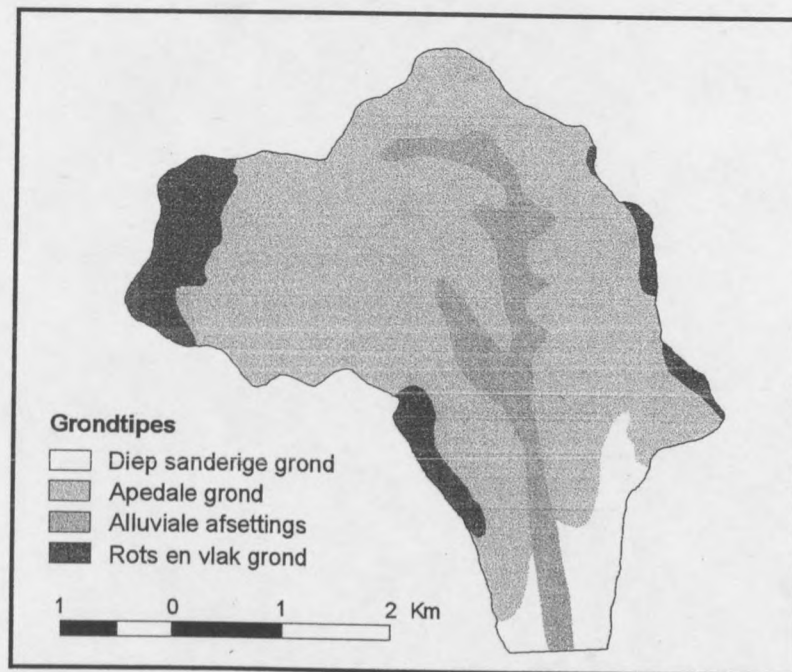 Grondtipes
Diep sanderige grond
Apedale grond
Alluviale afsettings
Rots en vlak grond
1 0 1 2 Km